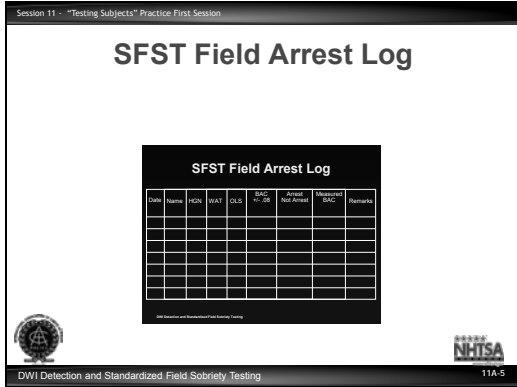 Session 11 - "Testing Subjects" Practice First Session
SFST Field Arrest Log
SFST Field Arrest Log
Date Name HGN WAT OLS BAC +/- .08 Arrest Not Arrest Measured BAC Remarks
DWI Detection and Standardized Field Sobriety Testing
NHTSA
DWI Detection and Standardized Field Sobriety Testing 11A-5